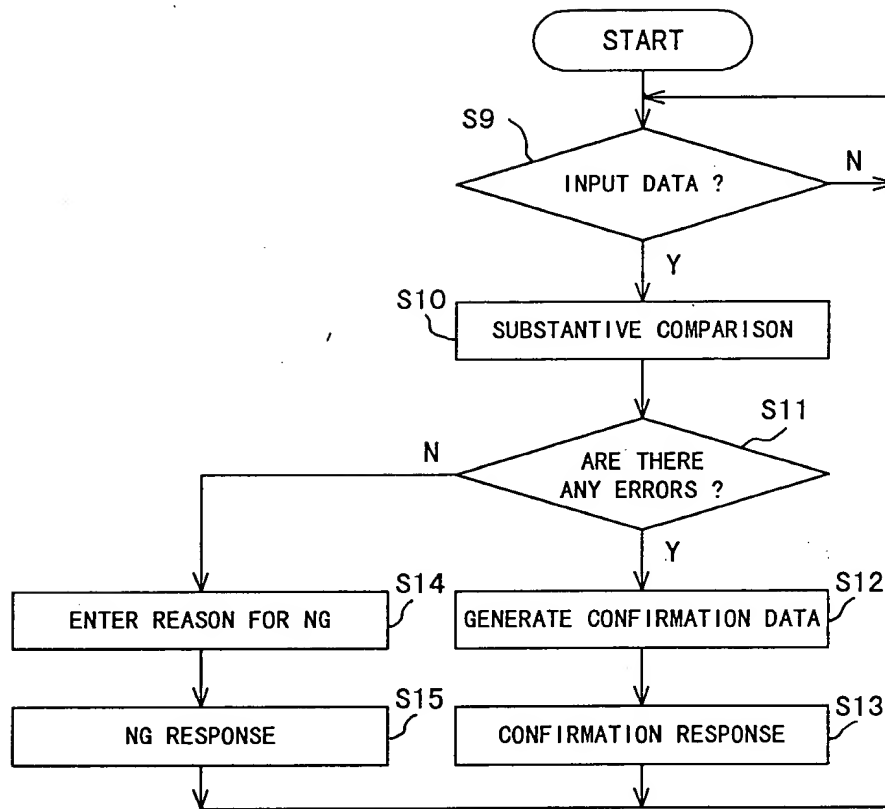 START
S9
INPUT DATA ?
N
Y
S10
SUBSTANTIVE COMPARISON
S11
N
ARE THERE
ANY ERRORS ?
Y
S14
S12
ENTER REASON FOR NG
GENERATE CONFIRMATION DATA
S15
S13
NG RESPONSE
CONFIRMATION RESPONSE